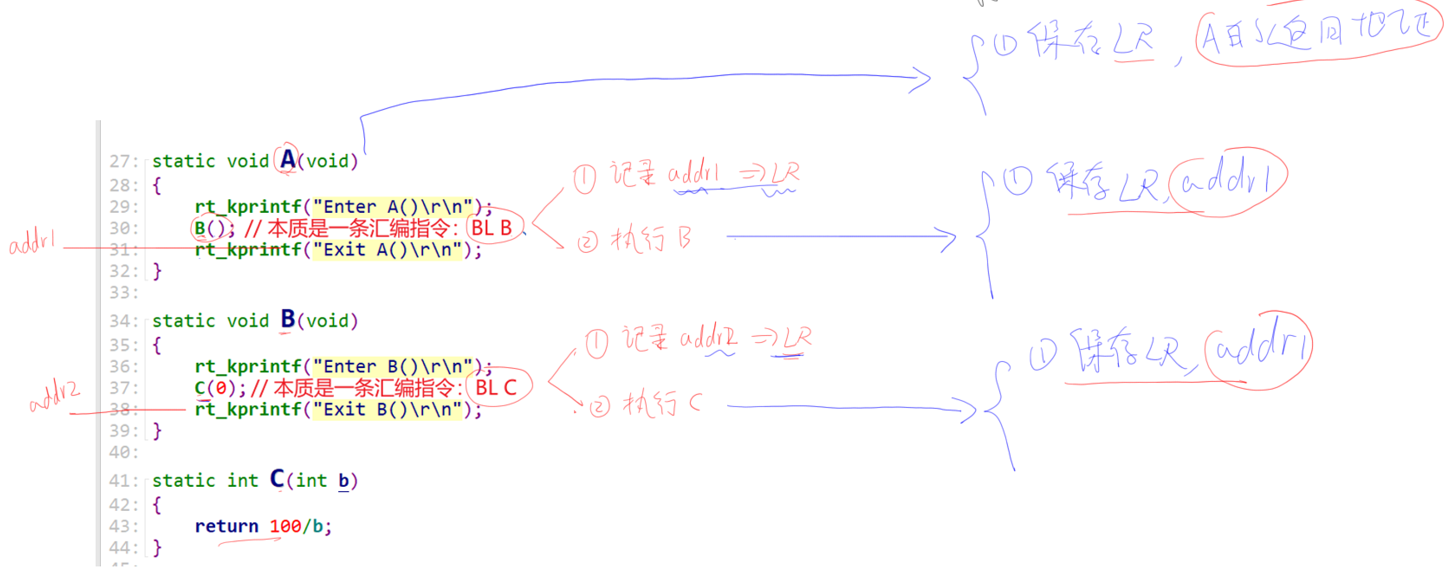 ① 保存LR, A自己返回地址
27: static void A(void)
28: {
29: rt_kprintf("Enter A()\r\n");
30: B(); // 本质是一条汇编指令: BL B
31: rt_kprintf("Exit A()\r\n");
32: }
33:
addr1
① 记录 addr1 => LR
② 执行 B
① 保存LR, addr1
34: static void B(void)
35: {
36: rt_kprintf("Enter B()\r\n");
37: C(0); // 本质是一条汇编指令: BL C
38: rt_kprintf("Exit B()\r\n");
39: }
40:
addr2
① 记录 addr2 => LR
② 执行 C
① 保存LR, addr1
41: static int C(int b)
42: {
43: return 100/b;
44: }